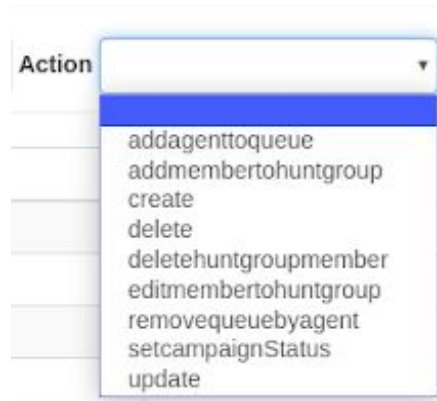 Action
addagenttoqueue
addmembertohuntgroup
create
delete
deletehuntgroupmember
editmembertohuntgroup
removequeuebyagent
setcampaignStatus
update